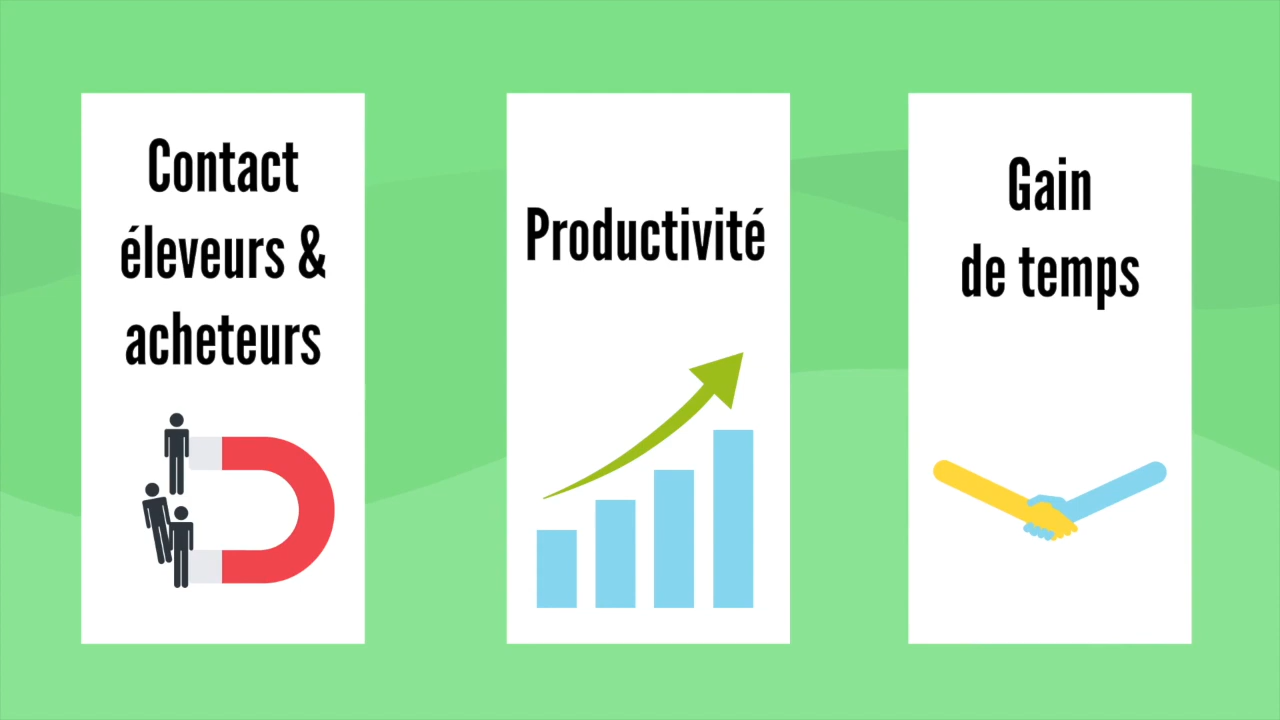 Contact
éleveurs &
acheteurs
Productivité
Gain
de temps